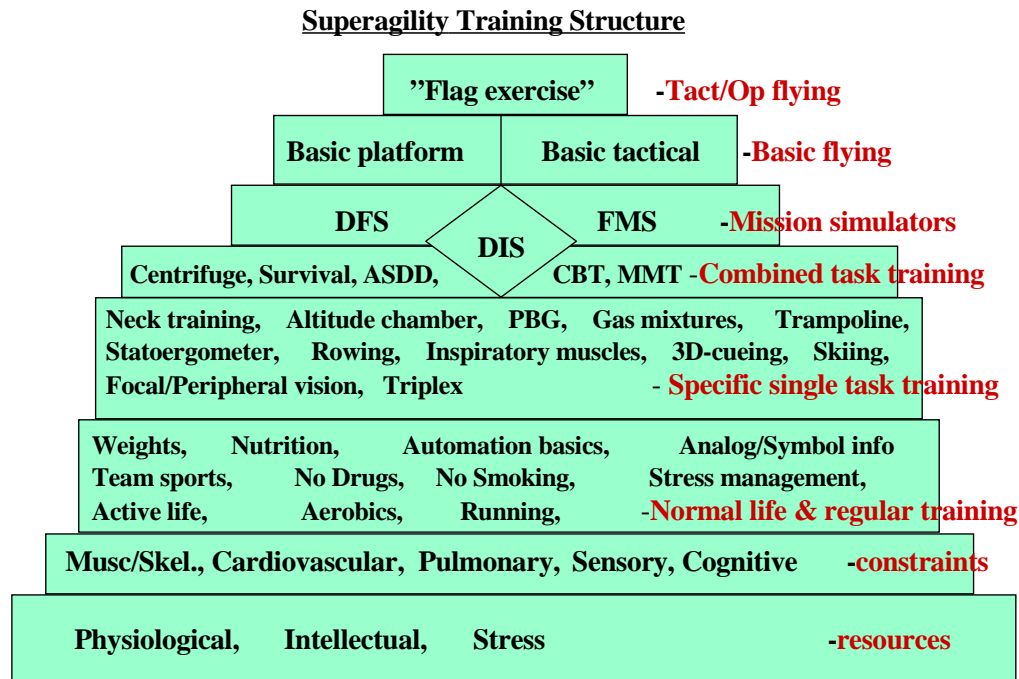 Superagility Training Structure
”Flag exercise” -Tact/Op flying
Basic platform Basic tactical -Basic flying
DFS FMS -Mission simulators
DIS
Centrifuge, Survival, ASDD, CBT, MMT -Combined task training
Neck training, Altitude chamber, PBG, Gas mixtures, Trampoline,
Statoergometer, Rowing, Inspiratory muscles, 3D-cueing, Skiing,
Focal/Peripheral vision, Triplex - Specific single task training
Weights, Nutrition, Automation basics, Analog/Symbol info
Team sports, No Drugs, No Smoking, Stress management,
Active life, Aerobics, Running, -Normal life & regular training
Musc/Skel., Cardiovascular, Pulmonary, Sensory, Cognitive -constraints
Physiological, Intellectual, Stress -resources